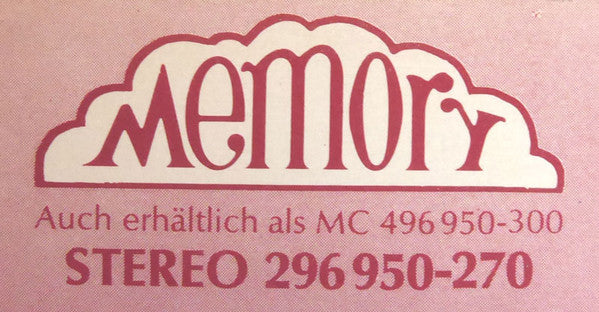 Memory
Auch erhältlich als MC 496 950-300
STEREO 296 950-270